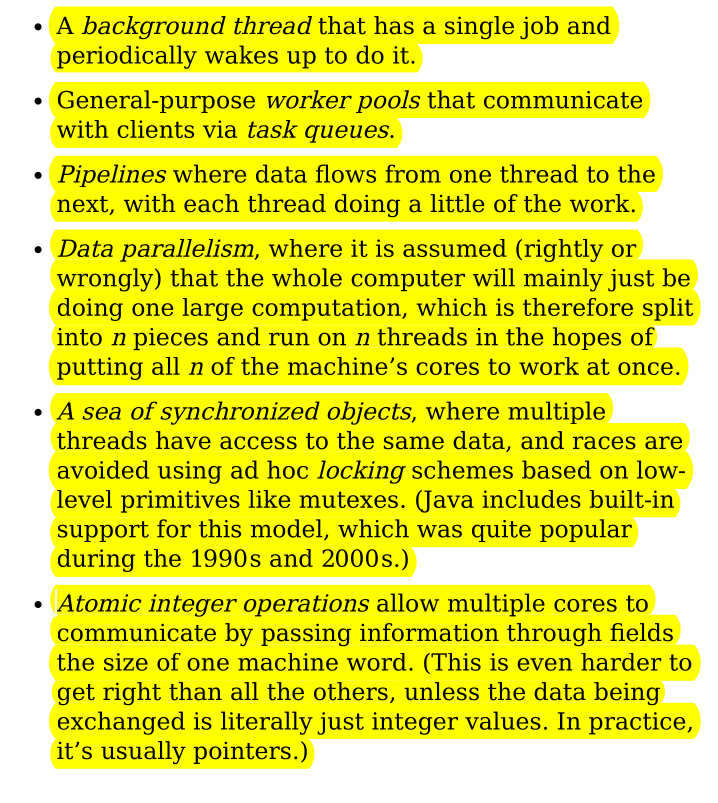 • A background thread that has a single job and
periodically wakes up to do it.
• General-purpose worker pools that communicate
with clients via task queues.
• Pipelines where data flows from one thread to the
next, with each thread doing a little of the work.
• Data parallelism, where it is assumed (rightly or
wrongly) that the whole computer will mainly just be
doing one large computation, which is therefore split
into n pieces and run on n threads in the hopes of
putting all n of the machine’s cores to work at once.
• A sea of synchronized objects, where multiple
threads have access to the same data, and races are
avoided using ad hoc locking schemes based on low-
level primitives like mutexes. (Java includes built-in
support for this model, which was quite popular
during the 1990s and 2000s.)
• Atomic integer operations allow multiple cores to
communicate by passing information through fields
the size of one machine word. (This is even harder to
get right than all the others, unless the data being
exchanged is literally just integer values. In practice,
it’s usually pointers.)